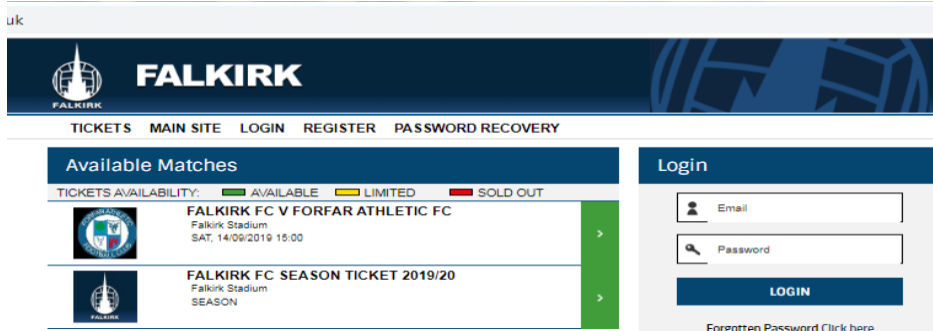 uk
FALKIRK
FALKIRK
TICKETS MAIN SITE LOGIN REGISTER PASSWORD RECOVERY
Available Matches
TICKETS AVAILABILITY: AVAILABLE LIMITED SOLD OUT
FALKIRK FC V FORFAR ATHLETIC FC
Falkirk Stadium
SAT, 14/09/2019 15:00
FALKIRK FC SEASON TICKET 2019/20
Falkirk Stadium
SEASON
FALKIRK
Login
Email
Password
LOGIN
Forgotten Password Click here